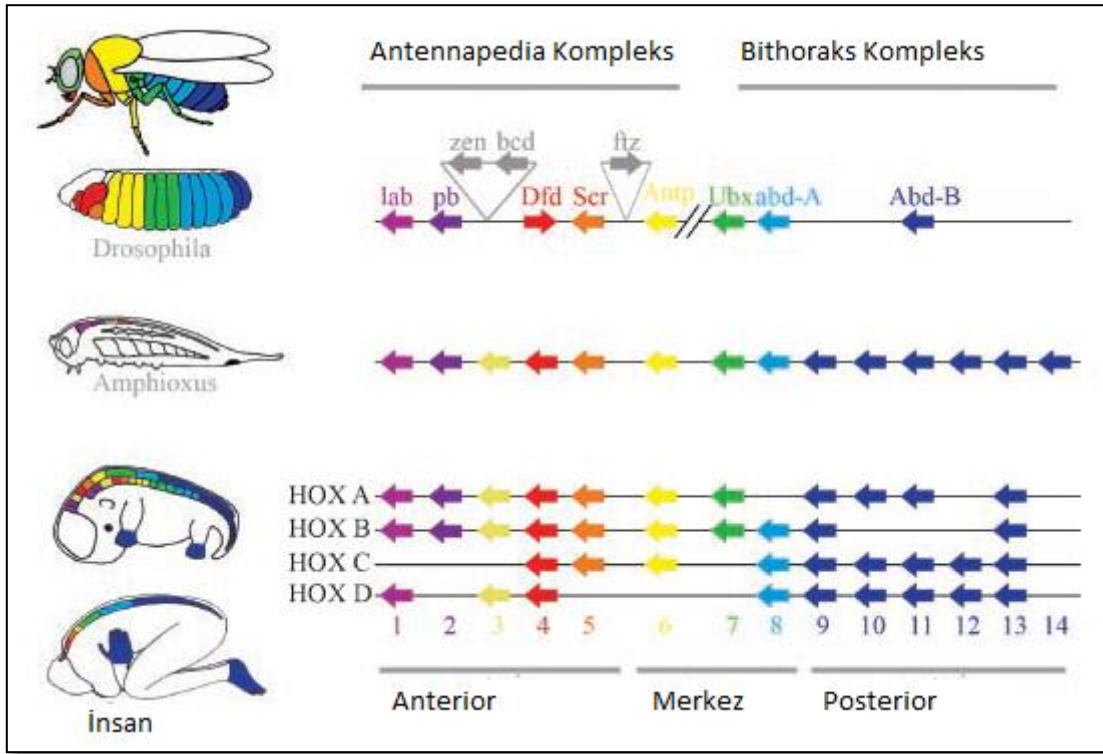 Antennapedia Kompleks Bithoraks Kompleks
zen bcd ftz
lab pb Dfd Scr Antp Ubx abd-A Abd-B
Drosophila
Amphioxus
HOX A
HOX B
HOX C
HOX D
1 2 3 4 5 6 7 8 9 10 11 12 13 14
Anterior Merkez Posterior
İnsan